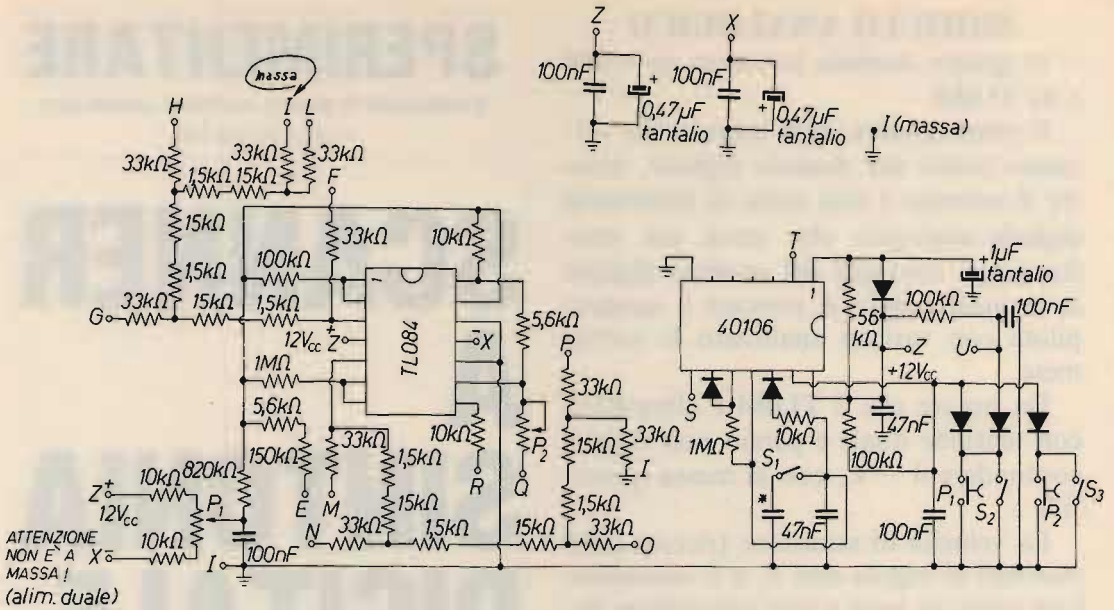 Z
X
100nF
+
0,47µF
tantalio
100nF
+
0,47µF
tantalio
I (massa)
massa
H
I
L
33kΩ
1,5kΩ
15kΩ
33kΩ
33kΩ
F
15kΩ
33kΩ
10kΩ
1,5kΩ
100kΩ
G
33kΩ
15kΩ
1,5kΩ
+
12Vcc
Z
1
TL084
X
-
5,6kΩ
P
1MΩ
33kΩ
5,6kΩ
10kΩ
P2
15kΩ
33kΩ
150kΩ
33kΩ
1,5kΩ
R
Q
I
820kΩ
E
M
15kΩ
1,5kΩ
10kΩ
Z +
12Vcc
P1
N
33kΩ
1,5kΩ
15kΩ
33kΩ
O
10kΩ
X -
100nF
I
ATTENZIONE
NON E' A
MASSA!
(alim. duale)
T
+
1µF
tantalio
1
40106
56
kΩ
100kΩ
100nF
Z
U
+12Vcc
S
47nF
1MΩ
10kΩ
S1
100kΩ
*
47nF
100nF
P1
S2
P2
S3